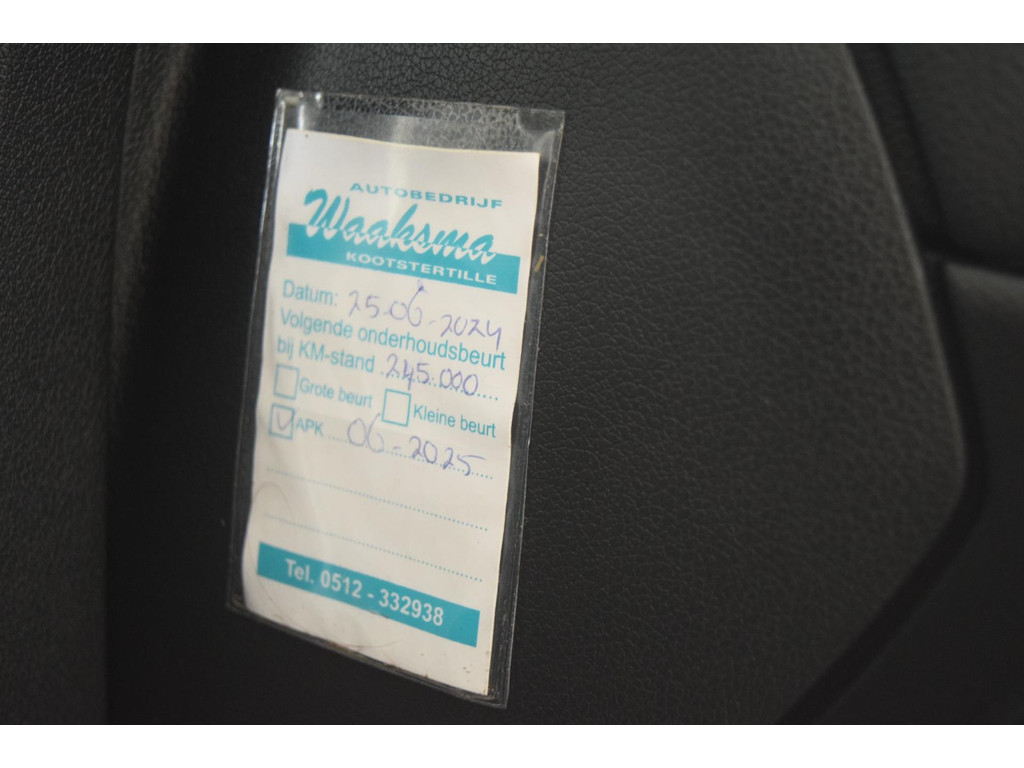 AUTOBEDRIJF
Waaksma
KOOTSTERTILLE
Datum: 25-06-2024
Volgende onderhoudsbeurt
bij KM-stand 245.000
Grote beurt Kleine beurt
APK 06-2025
Tel. 0512 - 332938